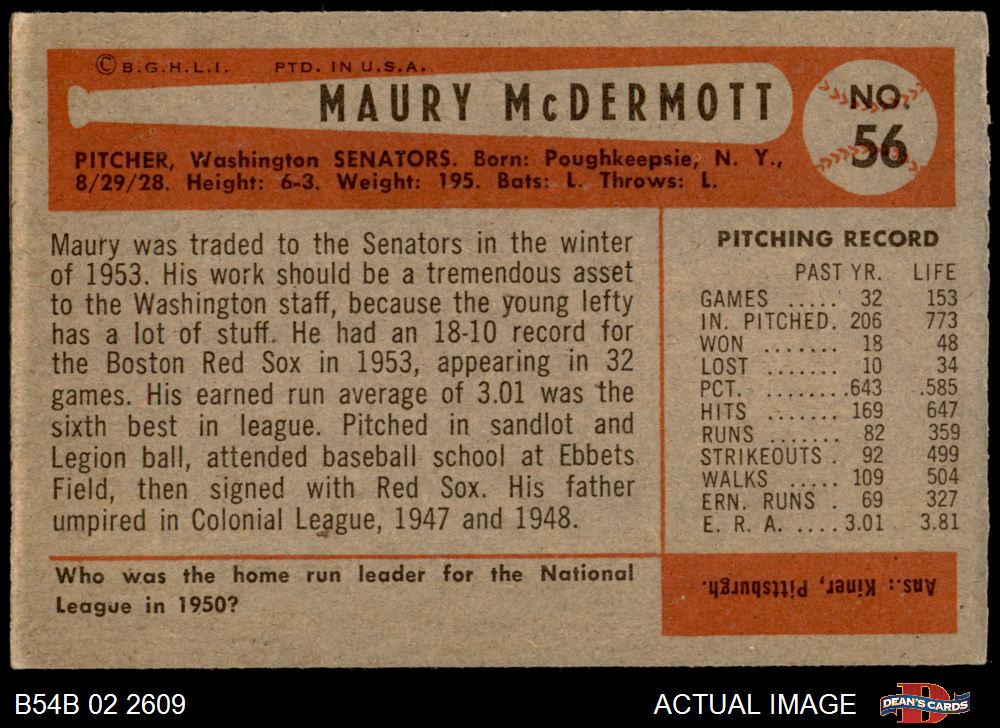 © B.G.H.L.I. PTD. IN U.S.A.
MAURY McDERMOTT
NO.
56
PITCHER, Washington SENATORS. Born: Poughkeepsie, N. Y.,
8/29/28. Height: 6-3. Weight: 195. Bats: L. Throws: L.
Maury was traded to the Senators in the winter
of 1953. His work should be a tremendous asset
to the Washington staff, because the young lefty
has a lot of stuff. He had an 18-10 record for
the Boston Red Sox in 1953, appearing in 32
games. His earned run average of 3.01 was the
sixth best in league. Pitched in sandlot and
Legion ball, attended baseball school at Ebbets
Field, then signed with Red Sox. His father
umpired in Colonial League, 1947 and 1948.
PITCHING RECORD
PAST YR. LIFE
GAMES ..... 32 153
IN. PITCHED. 206 773
WON ....... 18 48
LOST ....... 10 34
PCT. ........643 .585
HITS ....... 169 647
RUNS ....... 82 359
STRIKEOUTS . 92 499
WALKS ..... 109 504
ERN. RUNS . 69 327
E. R. A. ....3.01 3.81
Who was the home run leader for the National
League in 1950?
Ans.: Kiner, Pittsburgh.
B54B 02 2609
ACTUAL IMAGE
D
DEAN'S CARDS